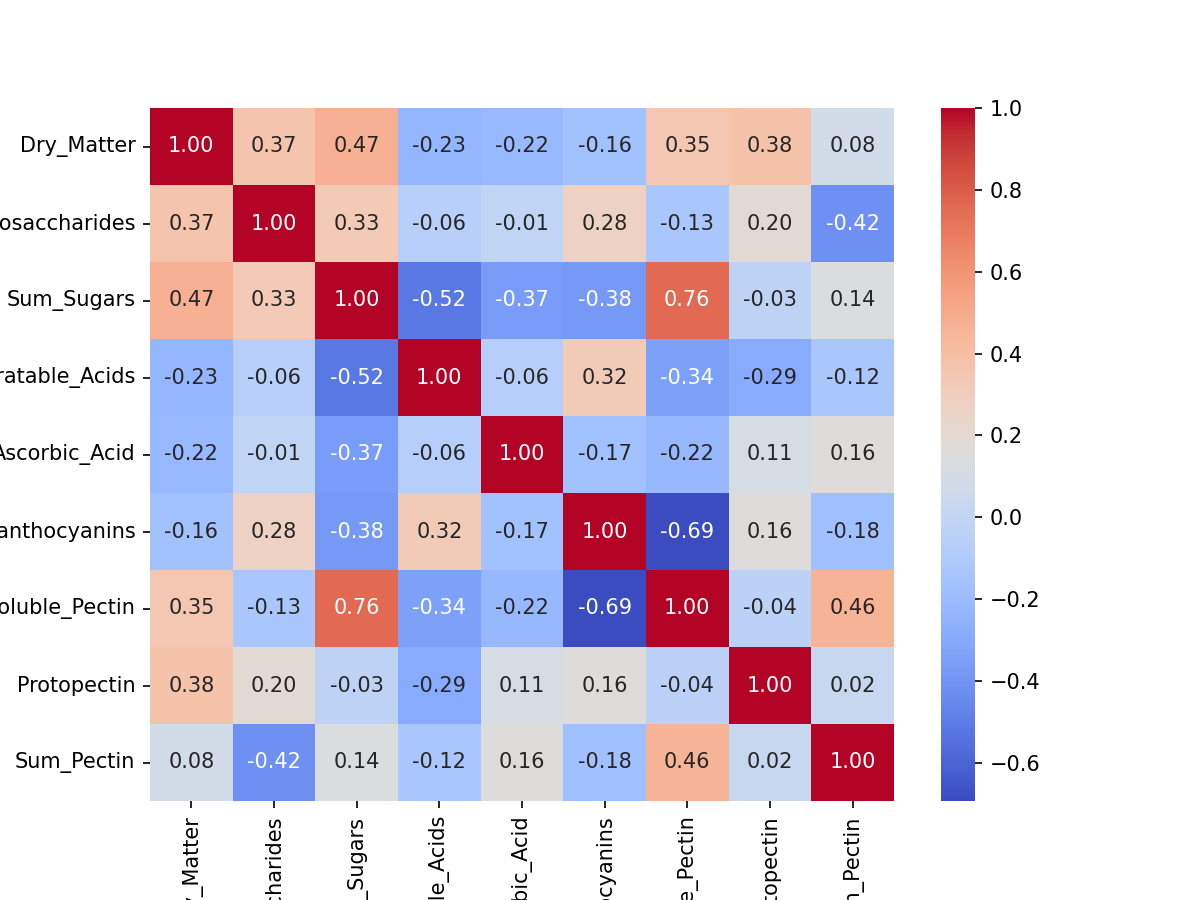 Dry_Matter 1.00 0.37 0.47 -0.23 -0.22 -0.16 0.35 0.38 0.08
osaccharides 0.37 1.00 0.33 -0.06 -0.01 0.28 -0.13 0.20 -0.42
Sum_Sugars 0.47 0.33 1.00 -0.52 -0.37 -0.38 0.76 -0.03 0.14
ratable_Acids -0.23 -0.06 -0.52 1.00 -0.06 0.32 -0.34 -0.29 -0.12
Ascorbic_Acid -0.22 -0.01 -0.37 -0.06 1.00 -0.17 -0.22 0.11 0.16
anthocyanins -0.16 0.28 -0.38 0.32 -0.17 1.00 -0.69 0.16 -0.18
oluble_Pectin 0.35 -0.13 0.76 -0.34 -0.22 -0.69 1.00 -0.04 0.46
Protopectin 0.38 0.20 -0.03 -0.29 0.11 0.16 -0.04 1.00 0.02
Sum_Pectin 0.08 -0.42 0.14 -0.12 0.16 -0.18 0.46 0.02 1.00
y_Matter
charides
_Sugars
le_Acids
bic_Acid
ocyanins
e_Pectin
topectin
n_Pectin
1.0
0.8
0.6
0.4
0.2
0.0
−0.2
−0.4
−0.6